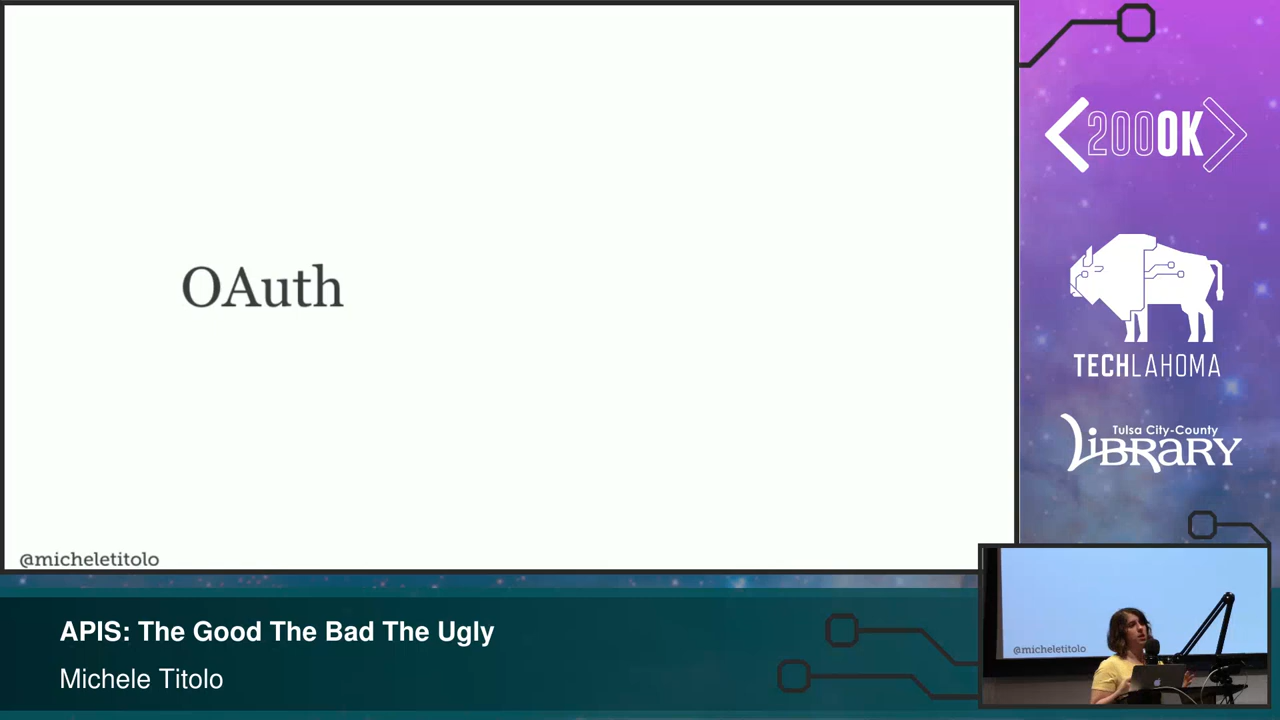 OAuth
@micheletitolo
200OK
TECHLAHOMA
Tulsa City-County
LiBRARY
@micheletitolo
APIS: The Good The Bad The Ugly
Michele Titolo